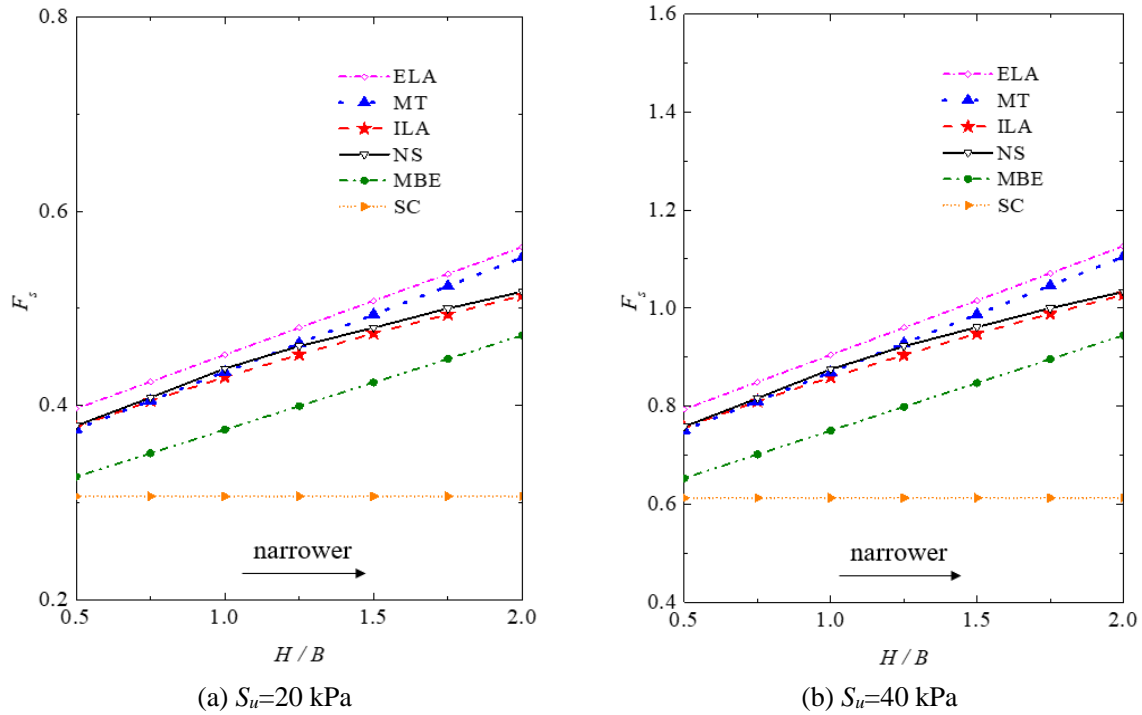 0.8
0.6
0.4
0.2
F_s
ELA
MT
ILA
NS
MBE
SC
narrower
0.5 1.0 1.5 2.0
H / B
(a) S_u=20 kPa
1.6
1.4
1.2
1.0
0.8
0.6
0.4
F_s
ELA
MT
ILA
NS
MBE
SC
narrower
0.5 1.0 1.5 2.0
H / B
(b) S_u=40 kPa